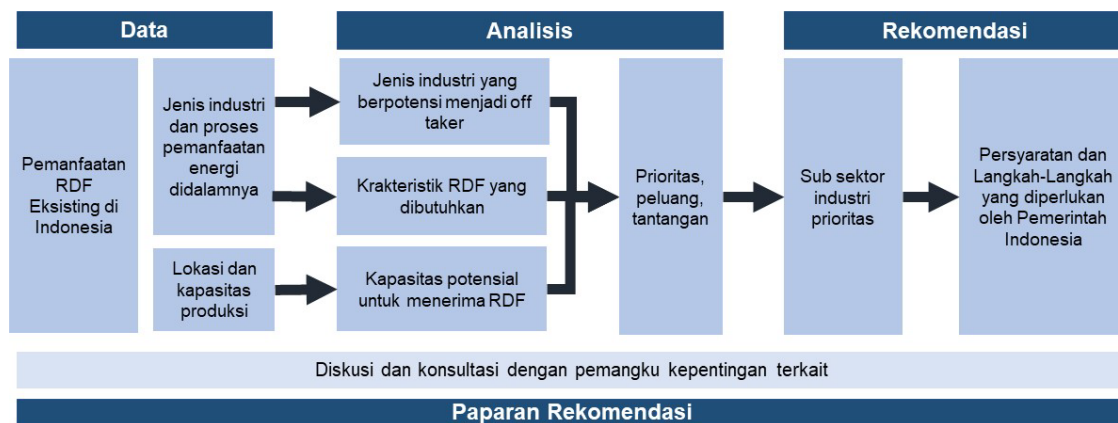 Data
Analisis
Rekomendasi
Pemanfaatan
RDF
Eksisting di
Indonesia
Jenis industri
dan proses
pemanfaatan
energi
didalamnya
Lokasi dan
kapasitas
produksi
Jenis industri yang
berpotensi menjadi off
taker
Krakteristik RDF yang
dibutuhkan
Kapasitas potensial
untuk menerima RDF
Prioritas,
peluang,
tantangan
Sub sektor
industri
prioritas
Persyaratan dan
Langkah-Langkah
yang diperlukan
oleh Pemerintah
Indonesia
Diskusi dan konsultasi dengan pemangku kepentingan terkait
Paparan Rekomendasi